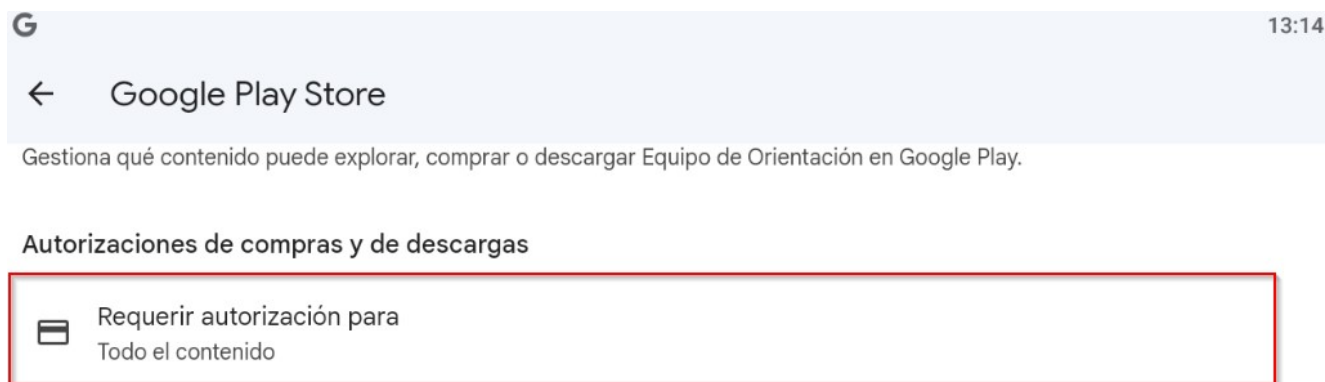 G 13:14
Google Play Store
Gestiona qué contenido puede explorar, comprar o descargar Equipo de Orientación en Google Play.
Autorizaciones de compras y de descargas
Requerir autorización para
Todo el contenido